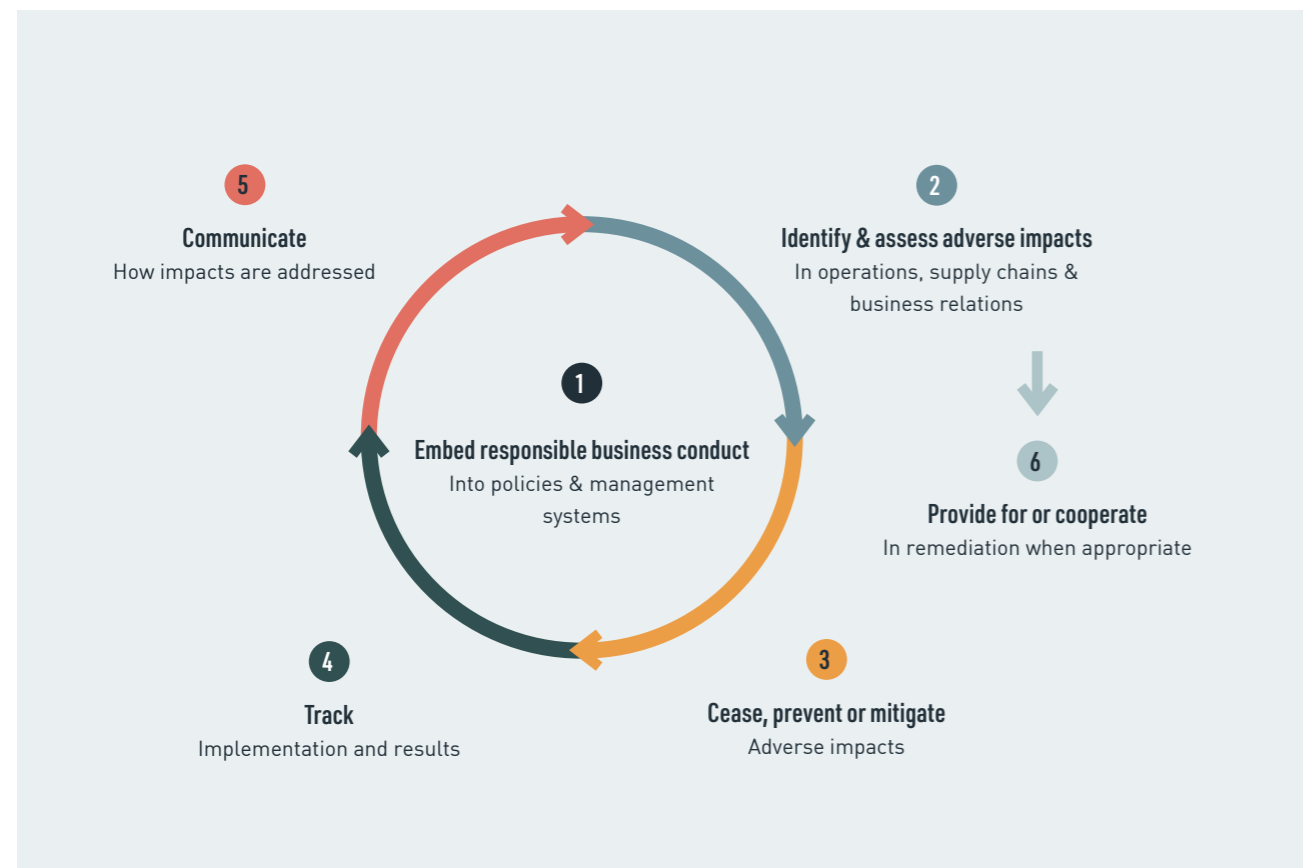 5
Communicate
How impacts are addressed
2
Identify & assess adverse impacts
In operations, supply chains &
business relations
1
Embed responsible business conduct
Into policies & management
systems
6
Provide for or cooperate
In remediation when appropriate
4
Track
Implementation and results
3
Cease, prevent or mitigate
Adverse impacts